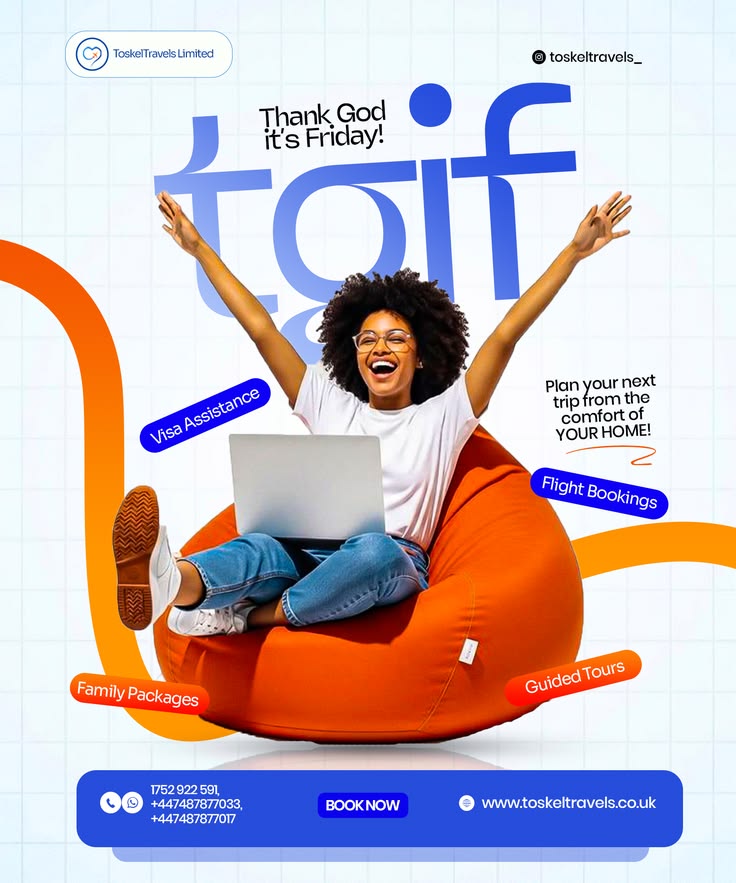 ToskelTravels Limited
toskeltravels_
Thank God
it's Friday!
tgif
Visa Assistance
Plan your next
trip from the
comfort of
YOUR HOME!
Flight Bookings
Family Packages
Guided Tours
1752 922 591,
+447487877033,
+447487877017
BOOK NOW
www.toskeltravels.co.uk